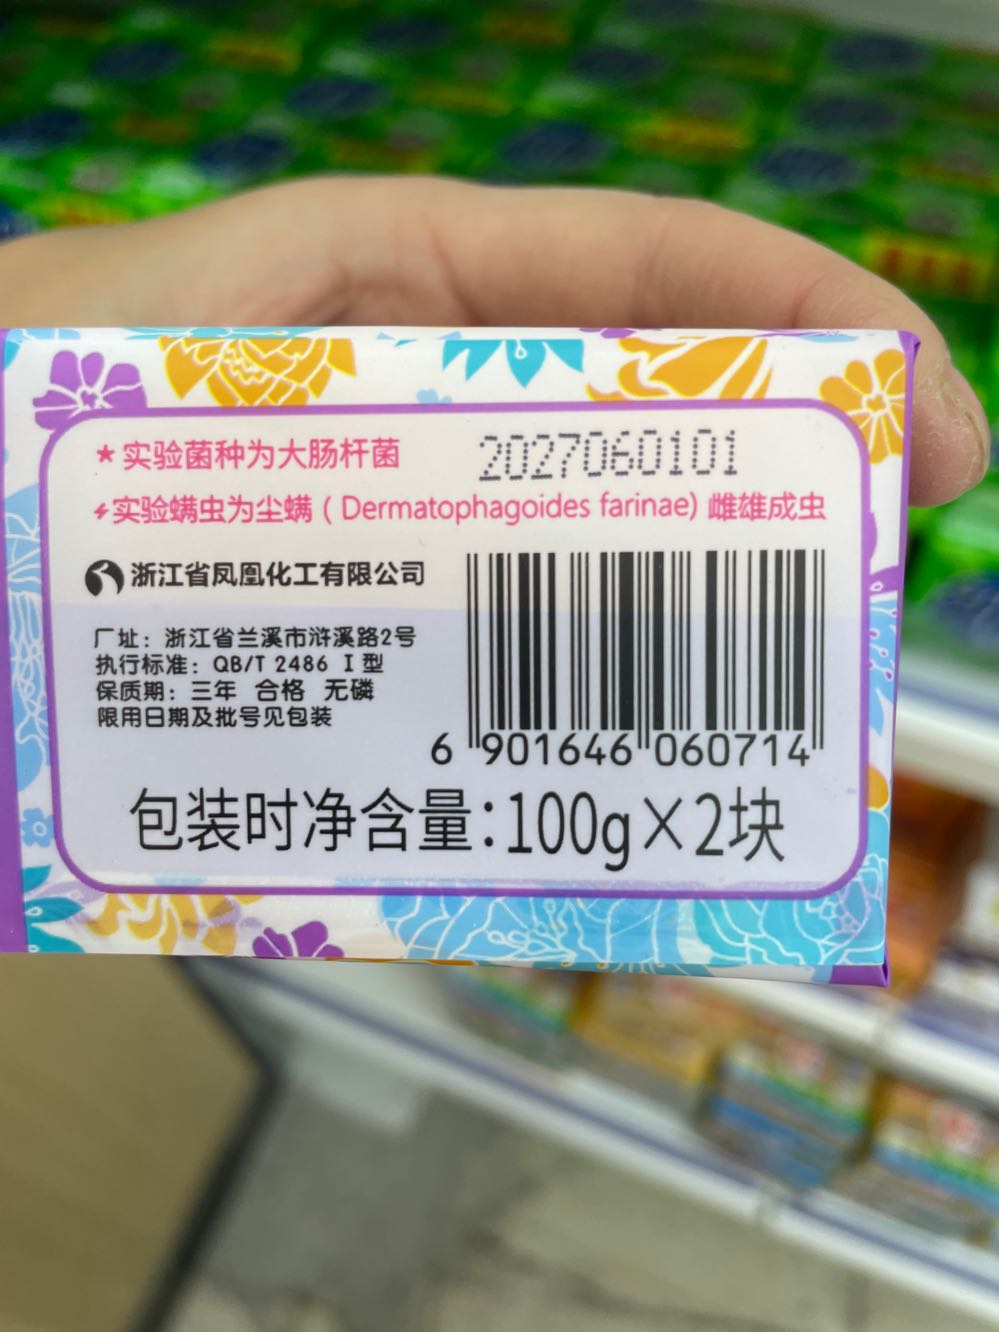 ★实验菌种为大肠杆菌
2027060101
实验螨虫为尘螨 ( Dermatophagoides farinae) 雌雄成虫
浙江省凤凰化工有限公司
厂址：浙江省兰溪市浒溪路2号
执行标准：QB/T 2486 Ⅰ型
保质期：三年 合格 无磷
限用日期及批号见包装
6 901646 060714
包装时净含量:100g×2块